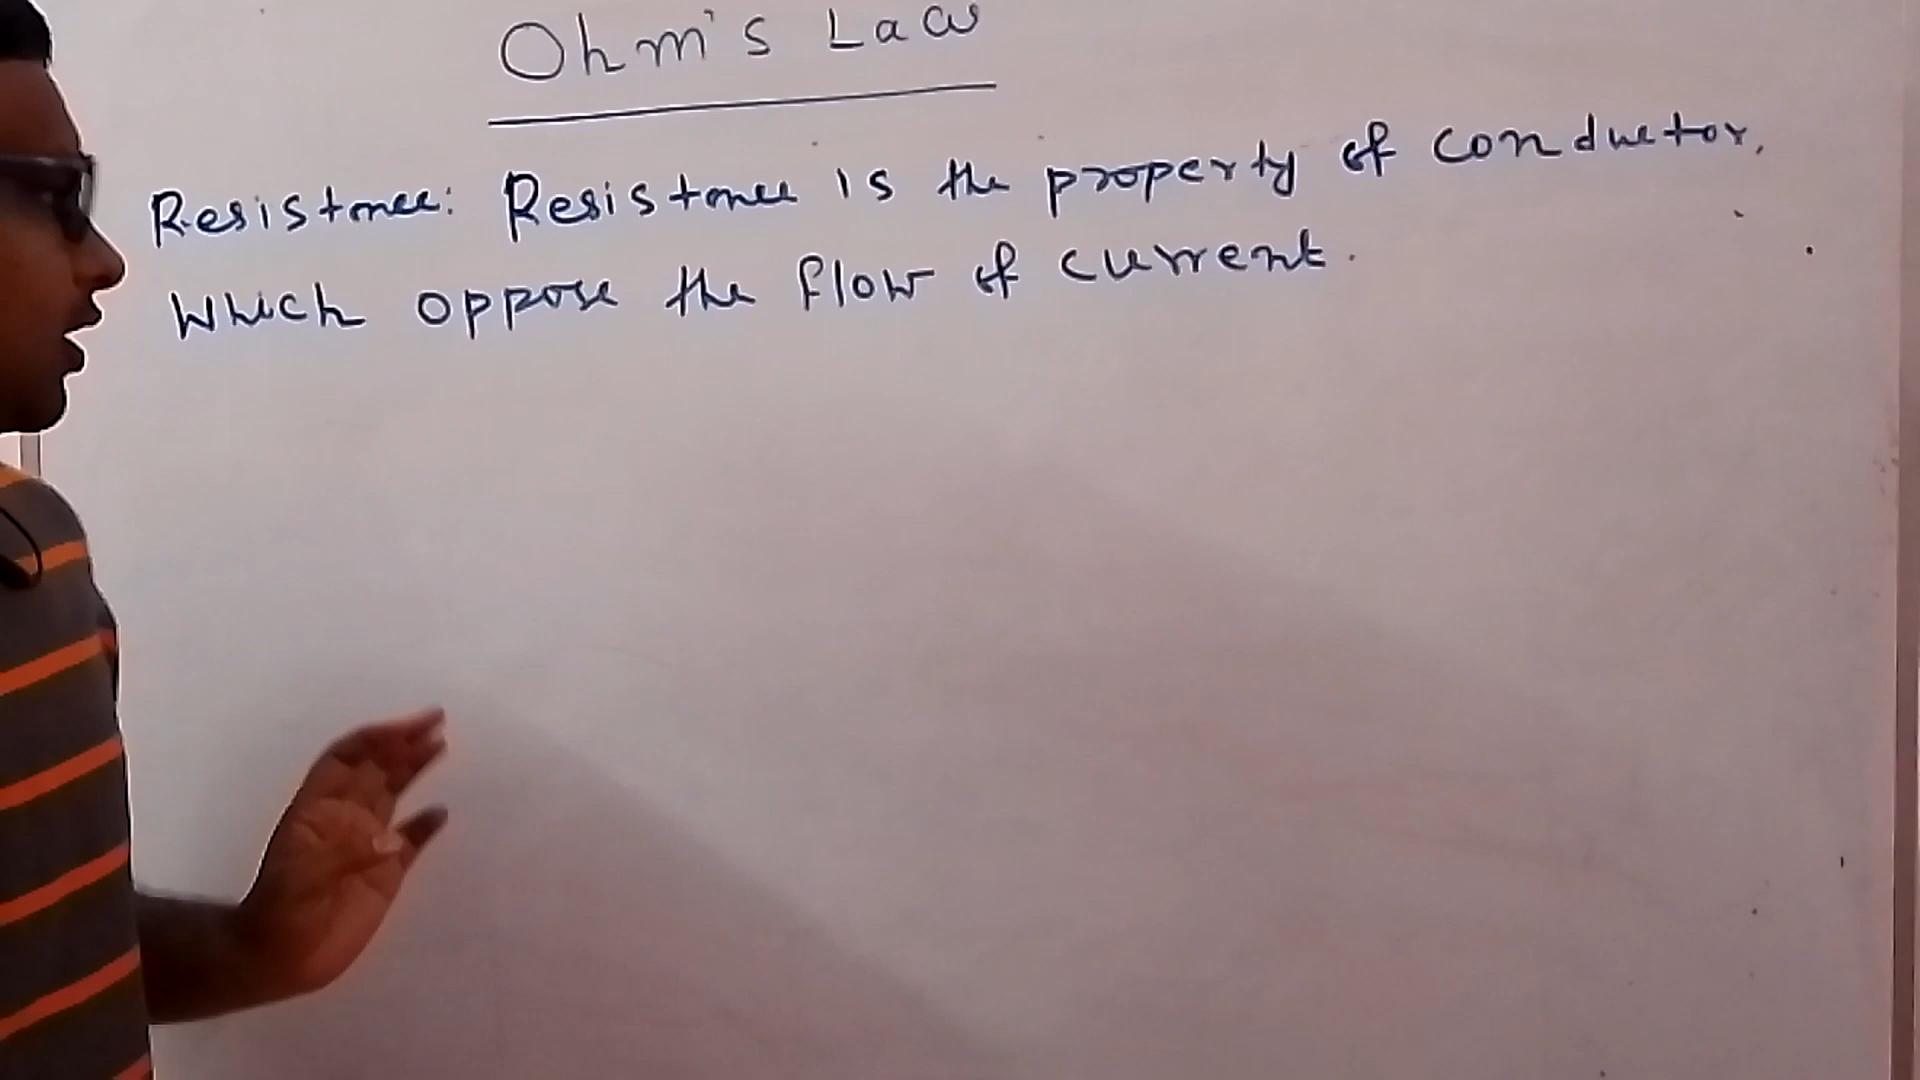 Ohm's Law
Resistance: Resistance is the property of conductor,
Which oppose the flow of current.